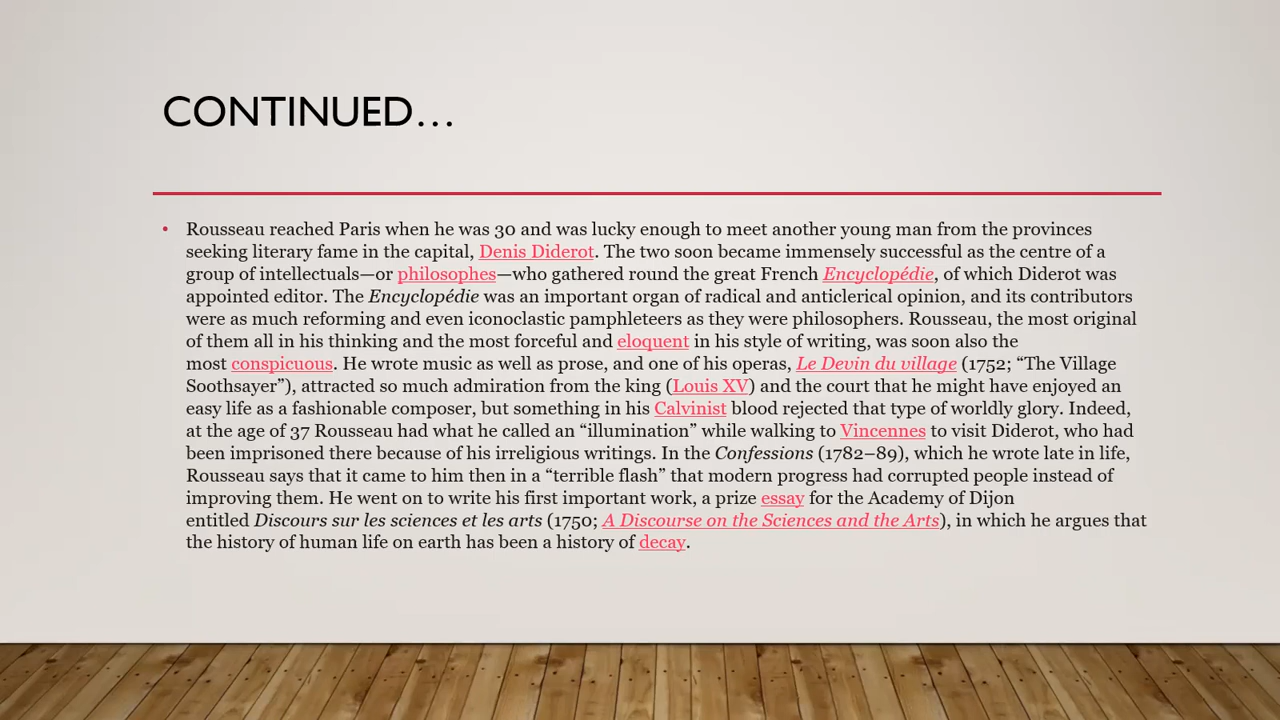 CONTINUED…
• Rousseau reached Paris when he was 30 and was lucky enough to meet another young man from the provinces
seeking literary fame in the capital, Denis Diderot. The two soon became immensely successful as the centre of a
group of intellectuals—or philosophes—who gathered round the great French Encyclopédie, of which Diderot was
appointed editor. The Encyclopédie was an important organ of radical and anticlerical opinion, and its contributors
were as much reforming and even iconoclastic pamphleteers as they were philosophers. Rousseau, the most original
of them all in his thinking and the most forceful and eloquent in his style of writing, was soon also the
most conspicuous. He wrote music as well as prose, and one of his operas, Le Devin du village (1752; “The Village
Soothsayer”), attracted so much admiration from the king (Louis XV) and the court that he might have enjoyed an
easy life as a fashionable composer, but something in his Calvinist blood rejected that type of worldly glory. Indeed,
at the age of 37 Rousseau had what he called an “illumination” while walking to Vincennes to visit Diderot, who had
been imprisoned there because of his irreligious writings. In the Confessions (1782–89), which he wrote late in life,
Rousseau says that it came to him then in a “terrible flash” that modern progress had corrupted people instead of
improving them. He went on to write his first important work, a prize essay for the Academy of Dijon
entitled Discours sur les sciences et les arts (1750; A Discourse on the Sciences and the Arts), in which he argues that
the history of human life on earth has been a history of decay.